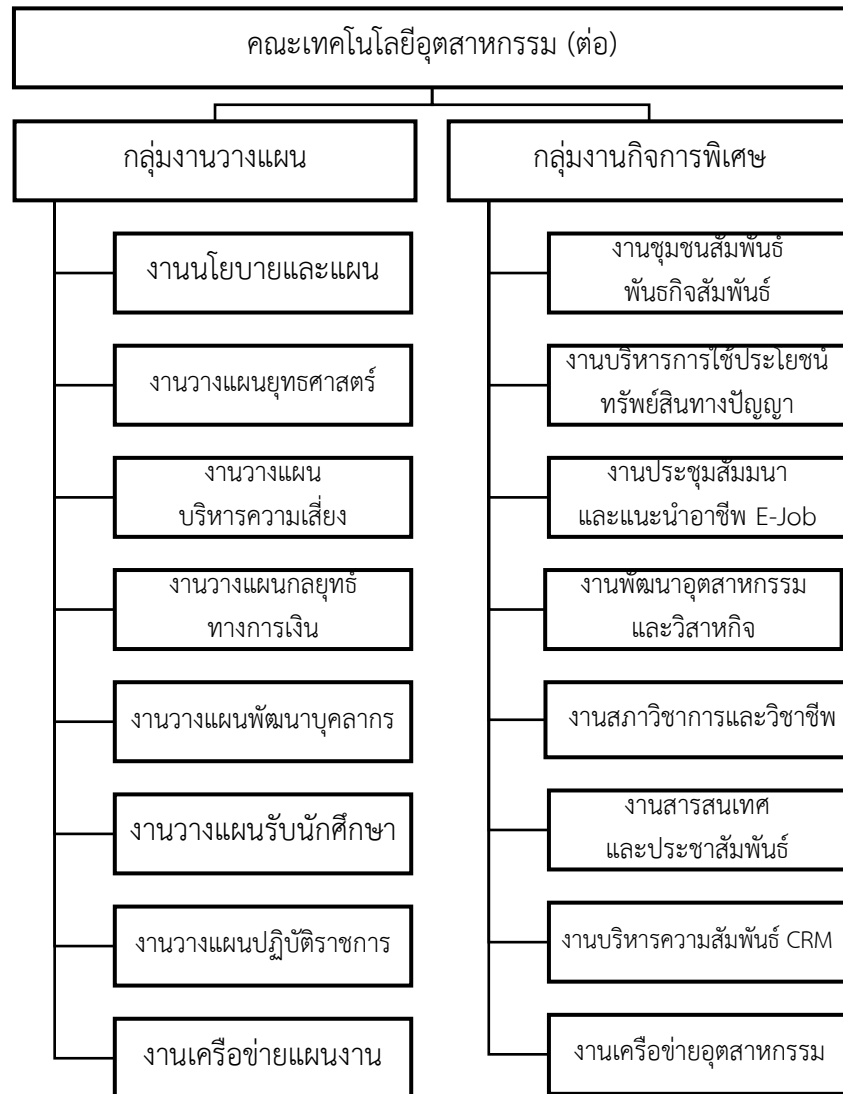 คณะเทคโนโลยีอุตสาหกรรม (ต่อ)
กลุ่มงานวางแผน
งานนโยบายและแผน
งานวางแผนยุทธศาสตร์
งานวางแผน
บริหารความเสี่ยง
งานวางแผนกลยุทธ์
ทางการเงิน
งานวางแผนพัฒนาบุคลากร
งานวางแผนรับนักศึกษา
งานวางแผนปฏิบัติราชการ
งานเครือข่ายแผนงาน
กลุ่มงานกิจการพิเศษ
งานชุมชนสัมพันธ์
พันธกิจสัมพันธ์
งานบริหารการใช้ประโยชน์
ทรัพย์สินทางปัญญา
งานประชุมสัมมนา
และแนะนำอาชีพ E-Job
งานพัฒนาอุตสาหกรรม
และวิสาหกิจ
งานสภาวิชาการและวิชาชีพ
งานสารสนเทศ
และประชาสัมพันธ์
งานบริหารความสัมพันธ์ CRM
งานเครือข่ายอุตสาหกรรม